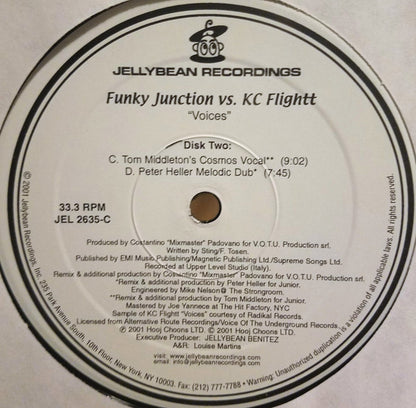 JELLYBEAN RECORDINGS
Funky Junction vs. KC Flightt
"Voices"
Disk Two:
C. Tom Middleton's Cosmos Vocal** (9:02)
D. Peter Heller Melodic Dub* (7:45)
33.3 RPM
JEL 2635-C
Produced by Costantino "Mixmaster" Padovano for V.O.T.U. Production srl.
Written by Sting/F. Tosen.
Published by EMI Music Publishing/Magnetic Publishing Ltd/Supreme Songs Ltd.
Recorded at Upper Level Studio (Italy).
Remix & additional production by Costantino "Mixmaster" Padovano for V.O.T.U. Production srl.
*Remix & additional production by Peter Heller for Junior.
Engineered by Mike Nelson@ The Strongroom.
**Remix & additional production by Tom Middleton for Junior.
Mastered by Joe Yannece at The Hit Factory, NYC
Sample of KC Flight "Voices" courtesy of Radikal Records.
Licensed from Alternative Route Recordings/Voice Of The Underground Records.
℗ 2001 Hooj Choons LTD © 2001 Hooj Choons LTD.
Executive Producer: JELLYBEAN BENITEZ
A&R: Louise Martins
visit: www.jellybeanrecordings.com
email: info@jellybeanrecordings.com
© 2001 Jellybean Recordings, Inc. 235 Park Avenue South, 10th Floor, New York, NY 10003. Fax: (212) 777-7788 • Warning: Unauthorized duplication is a violation of all applicable laws. All rights reserved.